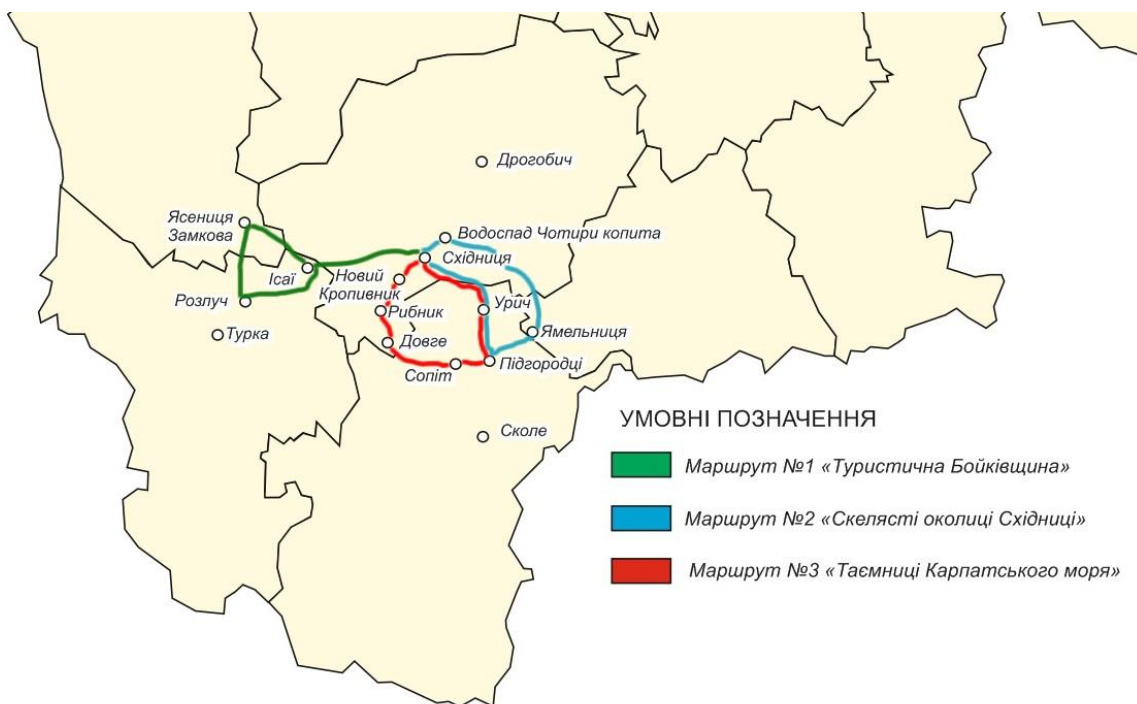 Дрогобич
Ясениця
Замкова
Водоспад Чотири копита
Східниця
Ісаї
Новий
Кропивник
Розлуч
Рибник
Урич
Турка
Довге
Ямельниця
Сопіт
Підгородці
Сколе
УМОВНІ ПОЗНАЧЕННЯ
Маршрут №1 «Туристична Бойківщина»
Маршрут №2 «Скелясті околиці Східниці»
Маршрут №3 «Таємниці Карпатського моря»